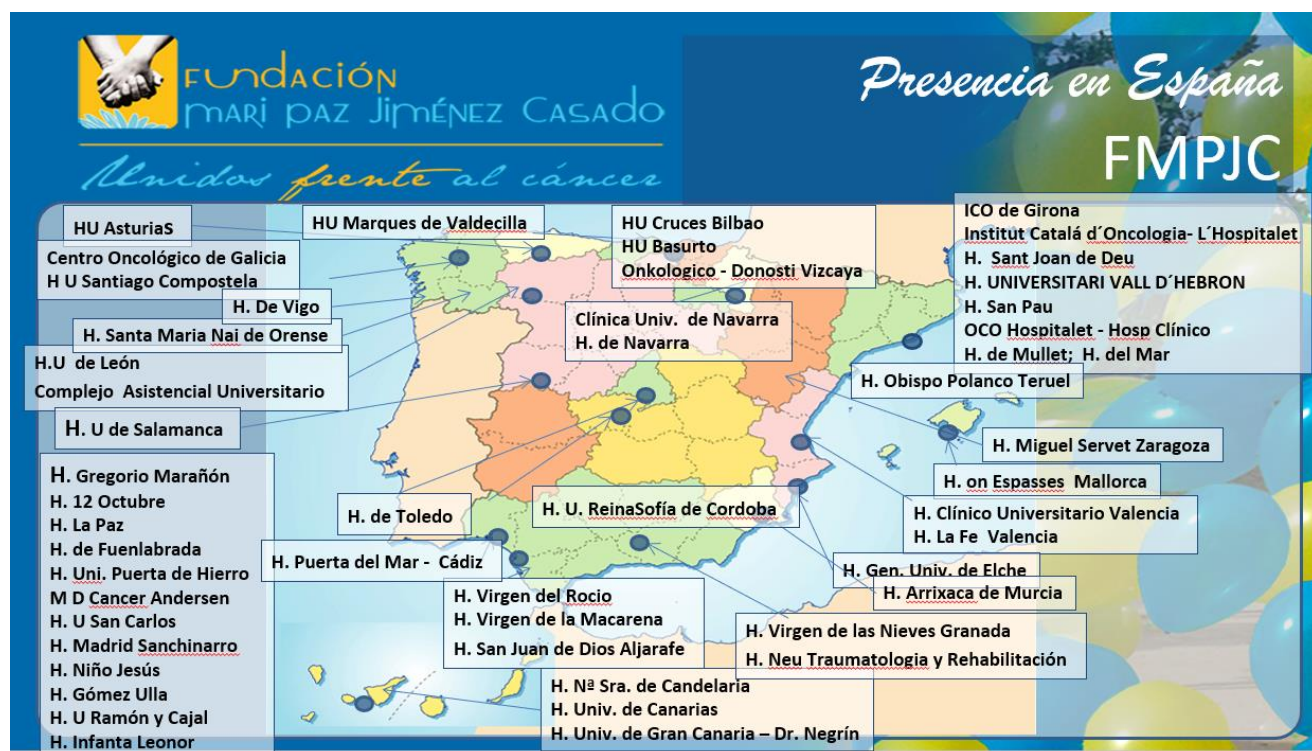 Fundación
mari paz Jiménez Casado
Unidos frente al cáncer
Presencia en España
FMPJC
HU AsturiaS
HU Marques de Valdecilla
HU Cruces Bilbao
HU Basurto
Onkologico - Donosti Vizcaya
ICO de Girona
Institut Catalá d´Oncologia- L´Hospitalet
H. Sant Joan de Deu
H. UNIVERSITARI VALL D´HEBRON
H. San Pau
OCO Hospitalet - Hosp Clínico
H. de Mullet; H. del Mar
Centro Oncológico de Galicia
H U Santiago Compostela
H. De Vigo
H. Santa Maria Nai de Orense
Clínica Univ. de Navarra
H. de Navarra
H.U de León
Complejo Asistencial Universitario
H. Obispo Polanco Teruel
H. U de Salamanca
H. Miguel Servet Zaragoza
H. on Espasses Mallorca
H. Gregorio Marañón
H. 12 Octubre
H. La Paz
H. de Fuenlabrada
H. Uni. Puerta de Hierro
M D Cancer Andersen
H. U San Carlos
H. Madrid Sanchinarro
H. Niño Jesús
H. Gómez Ulla
H. U Ramón y Cajal
H. Infanta Leonor
H. de Toledo
H. U. ReinaSofía de Cordoba
H. Clínico Universitario Valencia
H. La Fe Valencia
H. Puerta del Mar - Cádiz
H. Gen. Univ. de Elche
H. Arrixaca de Murcia
H. Virgen del Rocio
H. Virgen de la Macarena
H. San Juan de Dios Aljarafe
H. Virgen de las Nieves Granada
H. Neu Traumatologia y Rehabilitación
H. Nª Sra. de Candelaria
H. Univ. de Canarias
H. Univ. de Gran Canaria – Dr. Negrín